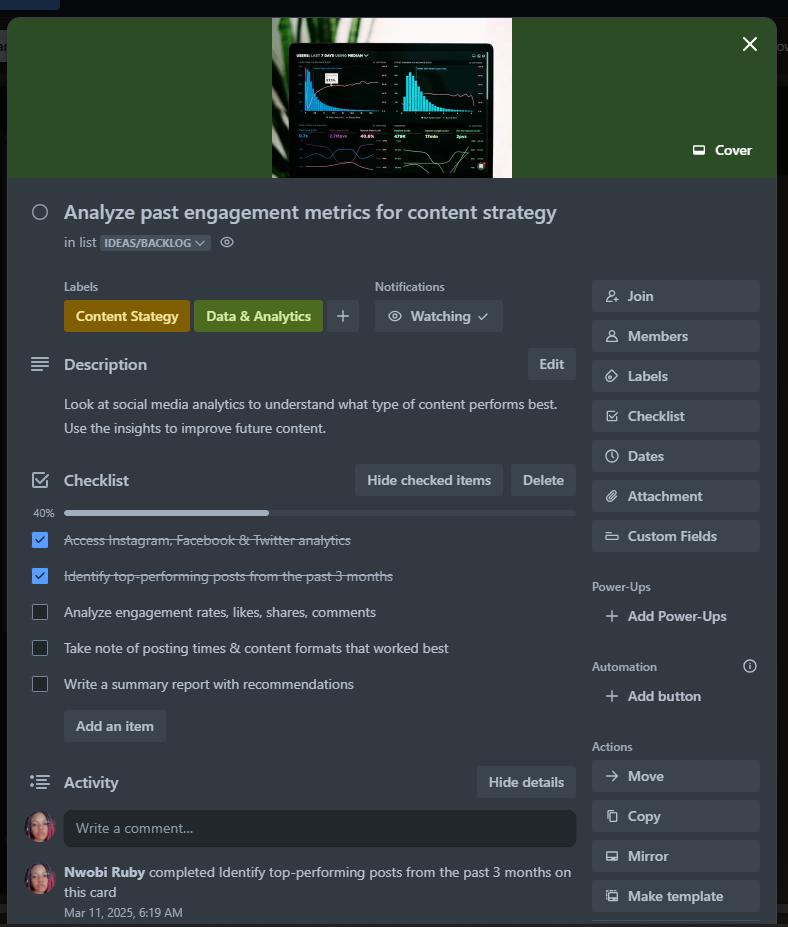 USERS: LAST 7 DAYS USING MEDIAN
Cover
Analyze past engagement metrics for content strategy
in list IDEAS/BACKLOG
Labels
Notifications
Content Stategy
Data & Analytics
Watching
Join
Members
Labels
Checklist
Dates
Attachment
Custom Fields
Power-Ups
Add Power-Ups
Automation
Add button
Actions
Move
Copy
Mirror
Make template
Description
Edit
Look at social media analytics to understand what type of content performs best.
Use the insights to improve future content.
Checklist
Hide checked items
Delete
40%
Access Instagram, Facebook & Twitter analytics
Identify top-performing posts from the past 3 months
Analyze engagement rates, likes, shares, comments
Take note of posting times & content formats that worked best
Write a summary report with recommendations
Add an item
Activity
Hide details
Write a comment...
Nwobi Ruby completed Identify top-performing posts from the past 3 months on
this card
Mar 11, 2025, 6:19 AM